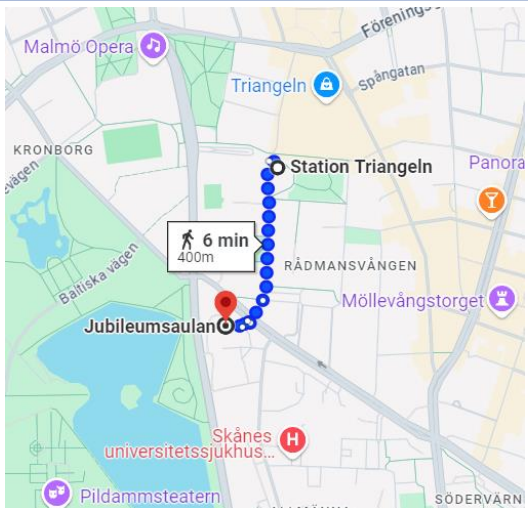 Malmö Opera
Föreningsg
Spångatan
Triangeln
Station Triangeln
KRONBORG
Panora
evägen
6 min
400m
Baltiska vägen
RÅDMANSVÅNGEN
Möllevångstorget
Jubileumsaulan
Skånes
universitetssjukhus...
Pildammsteatern
SÖDERVÄRN